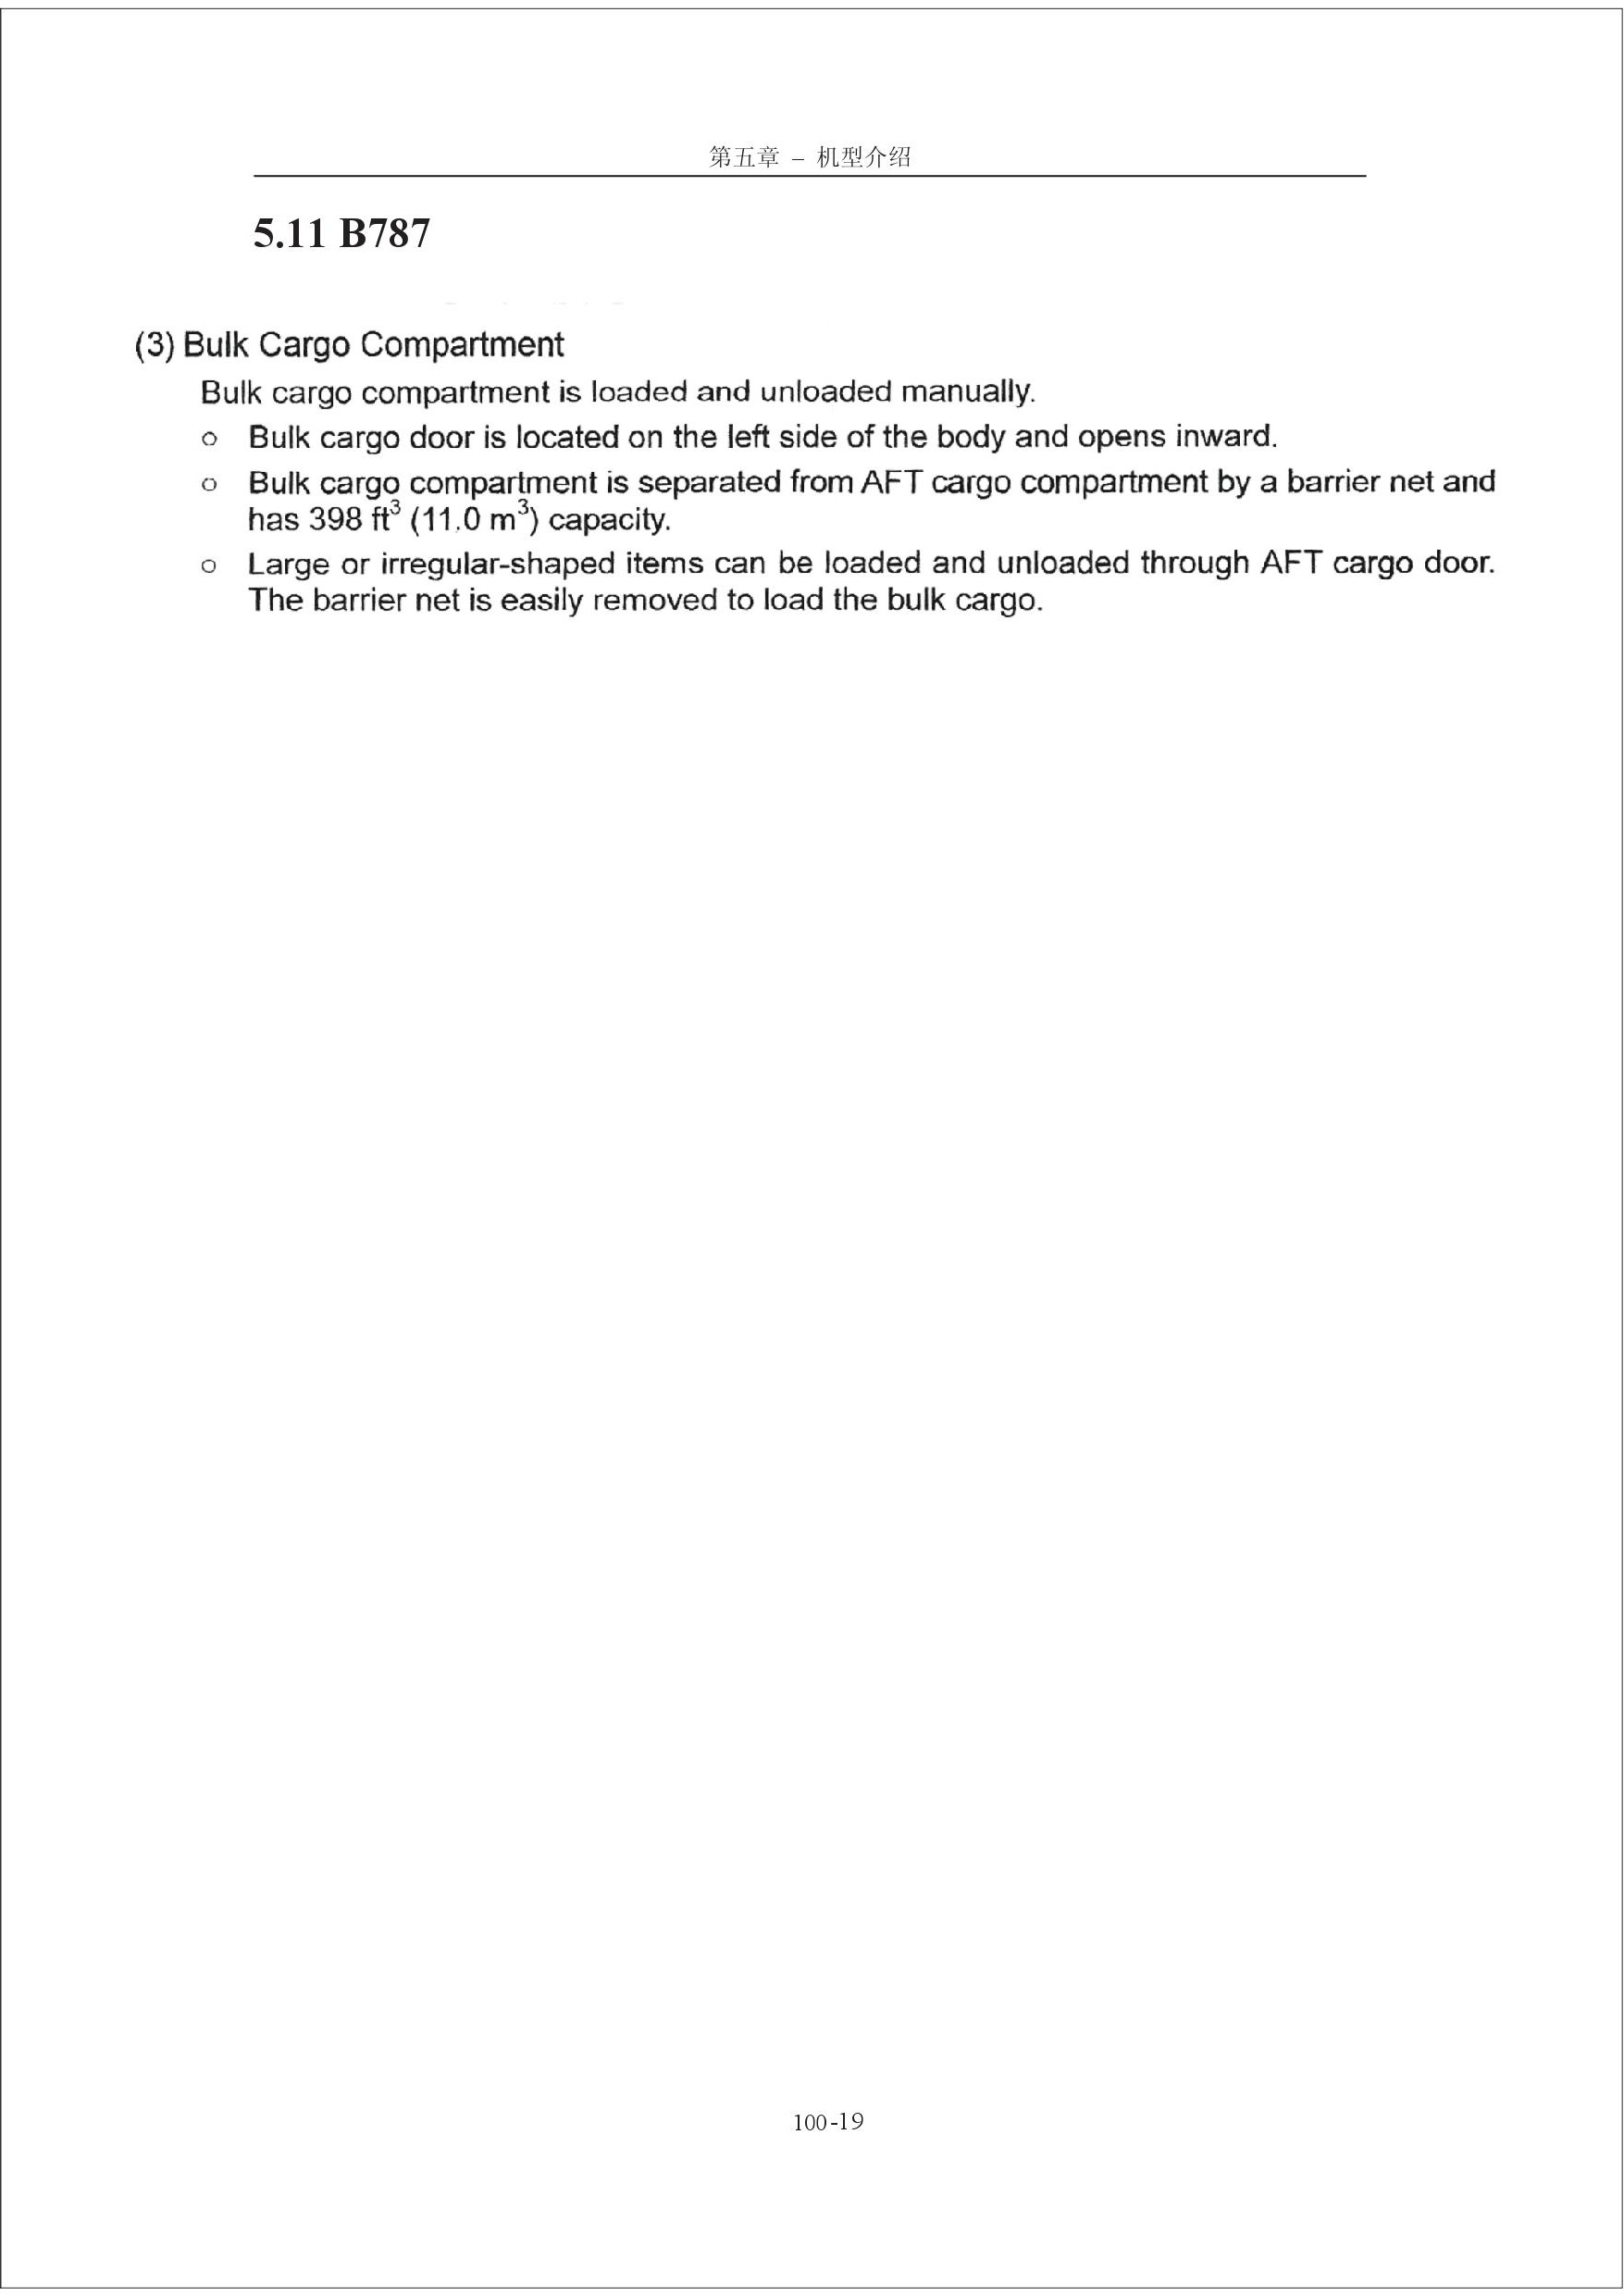 第五章 – 机型介绍
5.11 B787
(3) Bulk Cargo Compartment
Bulk cargo compartment is loaded and unloaded manually.
o Bulk cargo door is located on the left side of the body and opens inward.
o Bulk cargo compartment is separated from AFT cargo compartment by a barrier net and
has 398 ft³ (11.0 m³) capacity.
o Large or irregular-shaped items can be loaded and unloaded through AFT cargo door.
The barrier net is easily removed to load the bulk cargo.
100-19